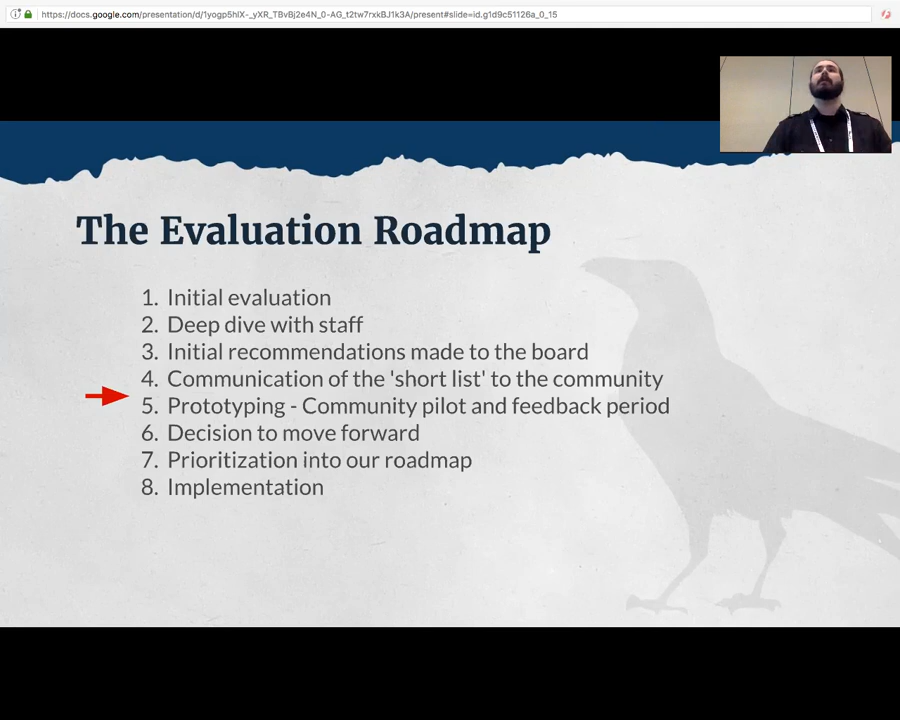 https://docs.google.com/presentation/d/1yogp5hlX-_yXR_TBvBj2e4N_0-AG_t2tw7rxkBJ1k3A/present#slide=id.g1d9c51126a_0_15
The Evaluation Roadmap
1. Initial evaluation
2. Deep dive with staff
3. Initial recommendations made to the board
4. Communication of the 'short list' to the community
5. Prototyping - Community pilot and feedback period
6. Decision to move forward
7. Prioritization into our roadmap
8. Implementation